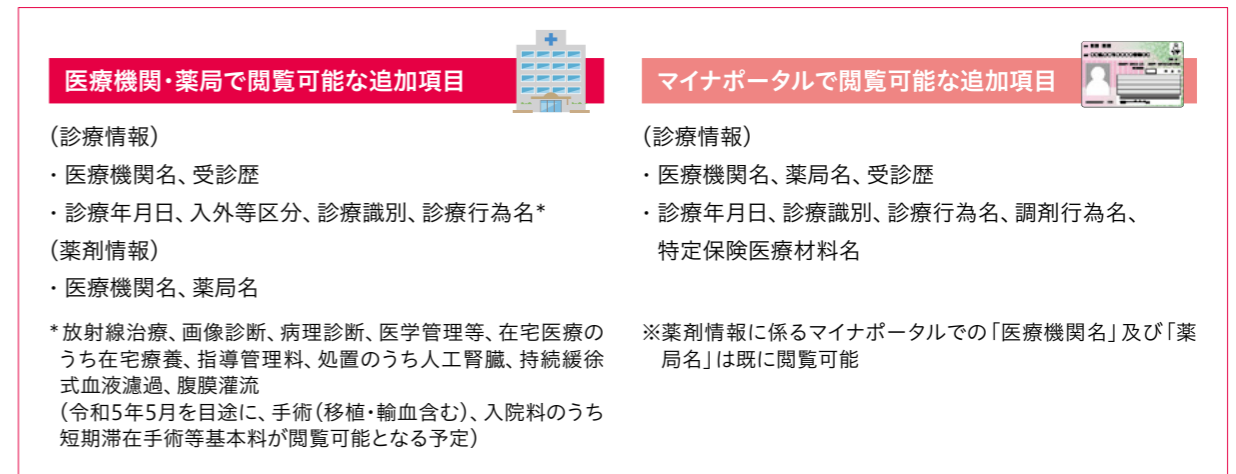 医療機関・薬局で閲覧可能な追加項目
(診療情報)
・医療機関名、受診歴
・診療年月日、入外等区分、診療識別、診療行為名*
(薬剤情報)
・医療機関名、薬局名
*放射線治療、画像診断、病理診断、医学管理等、在宅医療の
うち在宅療養、指導管理料、処置のうち人工腎臓、持続緩徐
式血液濾過、腹膜灌流
(令和5年5月を目途に、手術(移植・輸血含む)、入院料のうち
短期滞在手術等基本料が閲覧可能となる予定)
マイナポータルで閲覧可能な追加項目
(診療情報)
・医療機関名、薬局名、受診歴
・診療年月日、診療識別、診療行為名、調剤行為名、
特定保険医療材料名
※薬剤情報に係るマイナポータルでの「医療機関名」及び「薬
局名」は既に閲覧可能